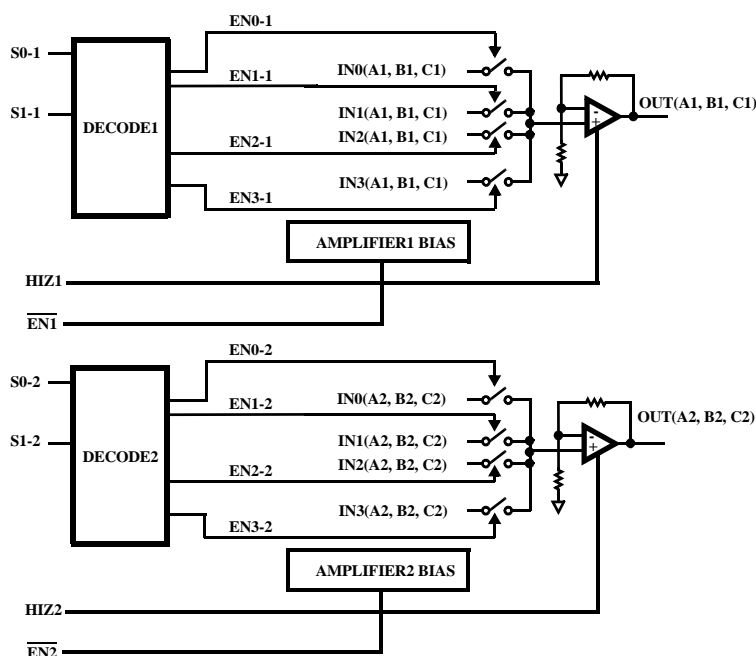 EN0-1
S0-1
IN0(A1, B1, C1)
EN1-1
OUT(A1, B1, C1)
S1-1
IN1(A1, B1, C1)
DECODE1
IN2(A1, B1, C1)
EN2-1
IN3(A1, B1, C1)
EN3-1
AMPLIFIER1 BIAS
HIZ1
EN1
EN0-2
S0-2
IN0(A2, B2, C2)
EN1-2
OUT(A2, B2, C2)
S1-2
IN1(A2, B2, C2)
DECODE2
IN2(A2, B2, C2)
EN2-2
IN3(A2, B2, C2)
EN3-2
AMPLIFIER2 BIAS
HIZ2
EN2